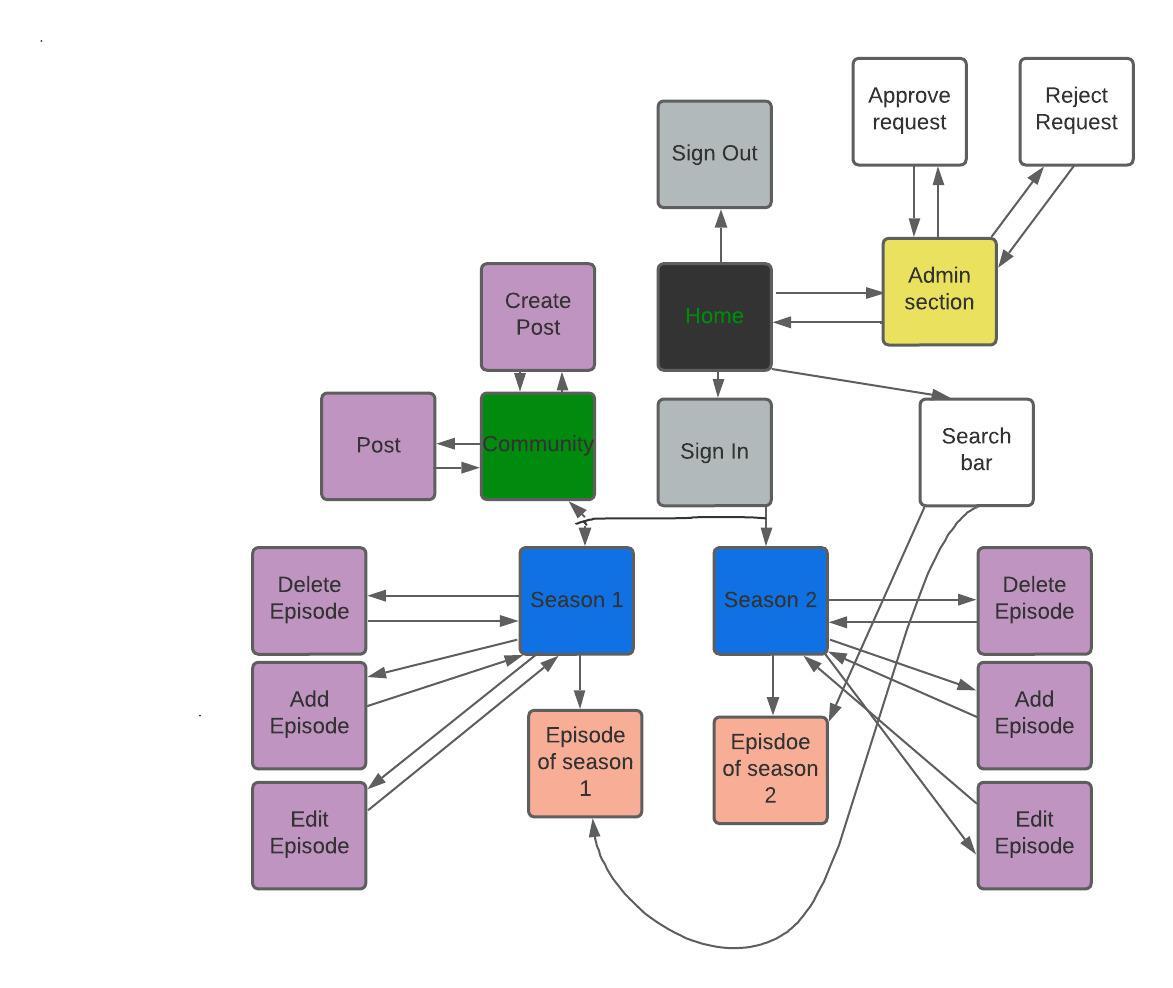 Approve
request
Reject
Request
Sign Out
Admin
section
Create
Post
Home
Post
Community
Sign In
Search
bar
Delete
Episode
Season 1
Season 2
Delete
Episode
Add
Episode
Episode
of season
1
Episdoe
of season
2
Add
Episode
Edit
Episode
Edit
Episode